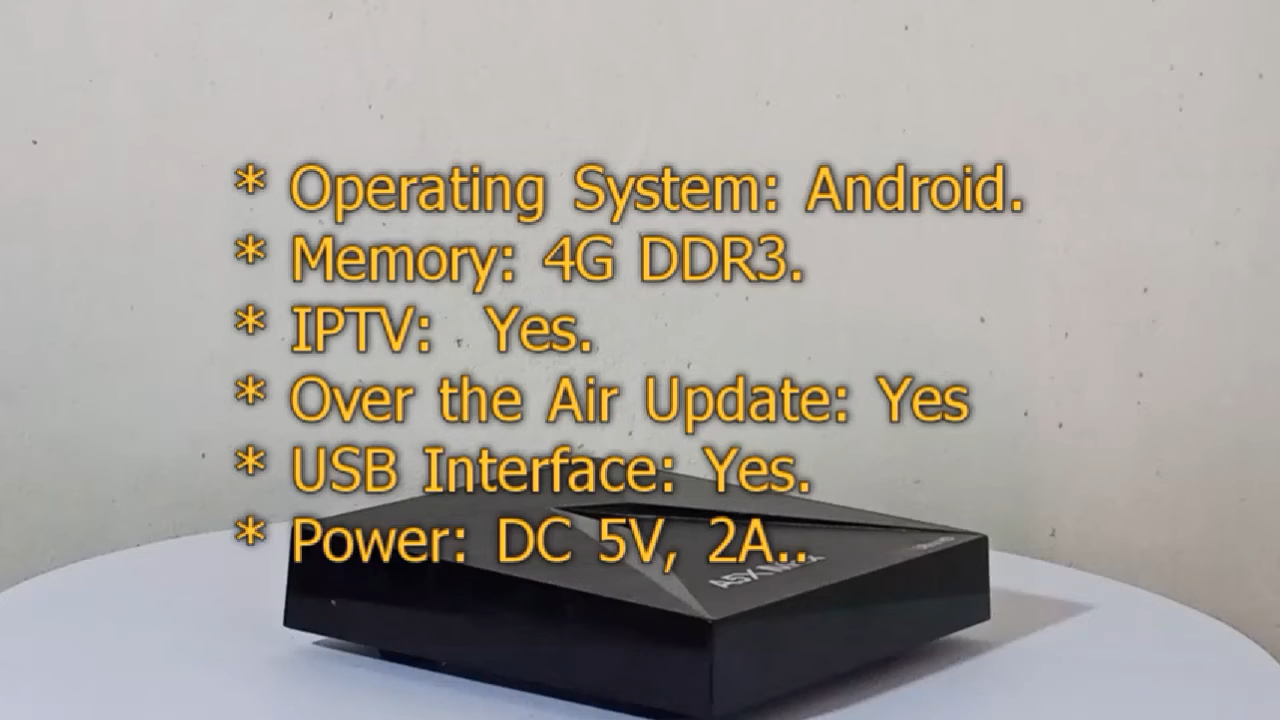 * Operating System: Android.
* Memory: 4G DDR3.
* IPTV: Yes.
* Over the Air Update: Yes
* USB Interface: Yes.
* Power: DC 5V, 2A..
A5X